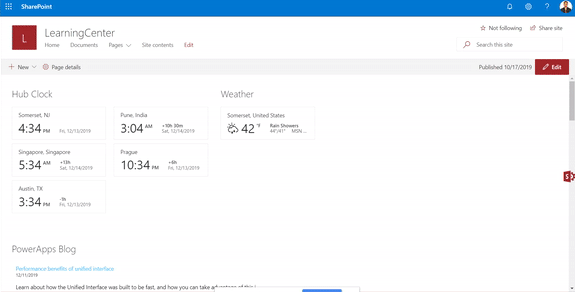 SharePoint
?
L
LearningCenter
Not following
Share site
Home
Documents
Pages
Site contents
Edit
Search this site
+ New
Page details
Published 10/17/2019
Edit
Hub Clock
Weather
Somerset, NJ
4:34 PM
Fri, 12/13/2019
Pune, India
3:04 AM
+10h 30m
Sat, 12/14/2019
Somerset, United States
42 °F
Rain Showers
44°/41° MSN ...
Singapore, Singapore
5:34 AM
+13h
Sat, 12/14/2019
Prague
10:34 PM
+6h
Fri, 12/13/2019
Austin, TX
3:34 PM
-1h
Fri, 12/13/2019
PowerApps Blog
Performance benefits of unified interface
12/11/2019
Learn about how the Unified Interface was built to be fast, and how you can take advantage of this i